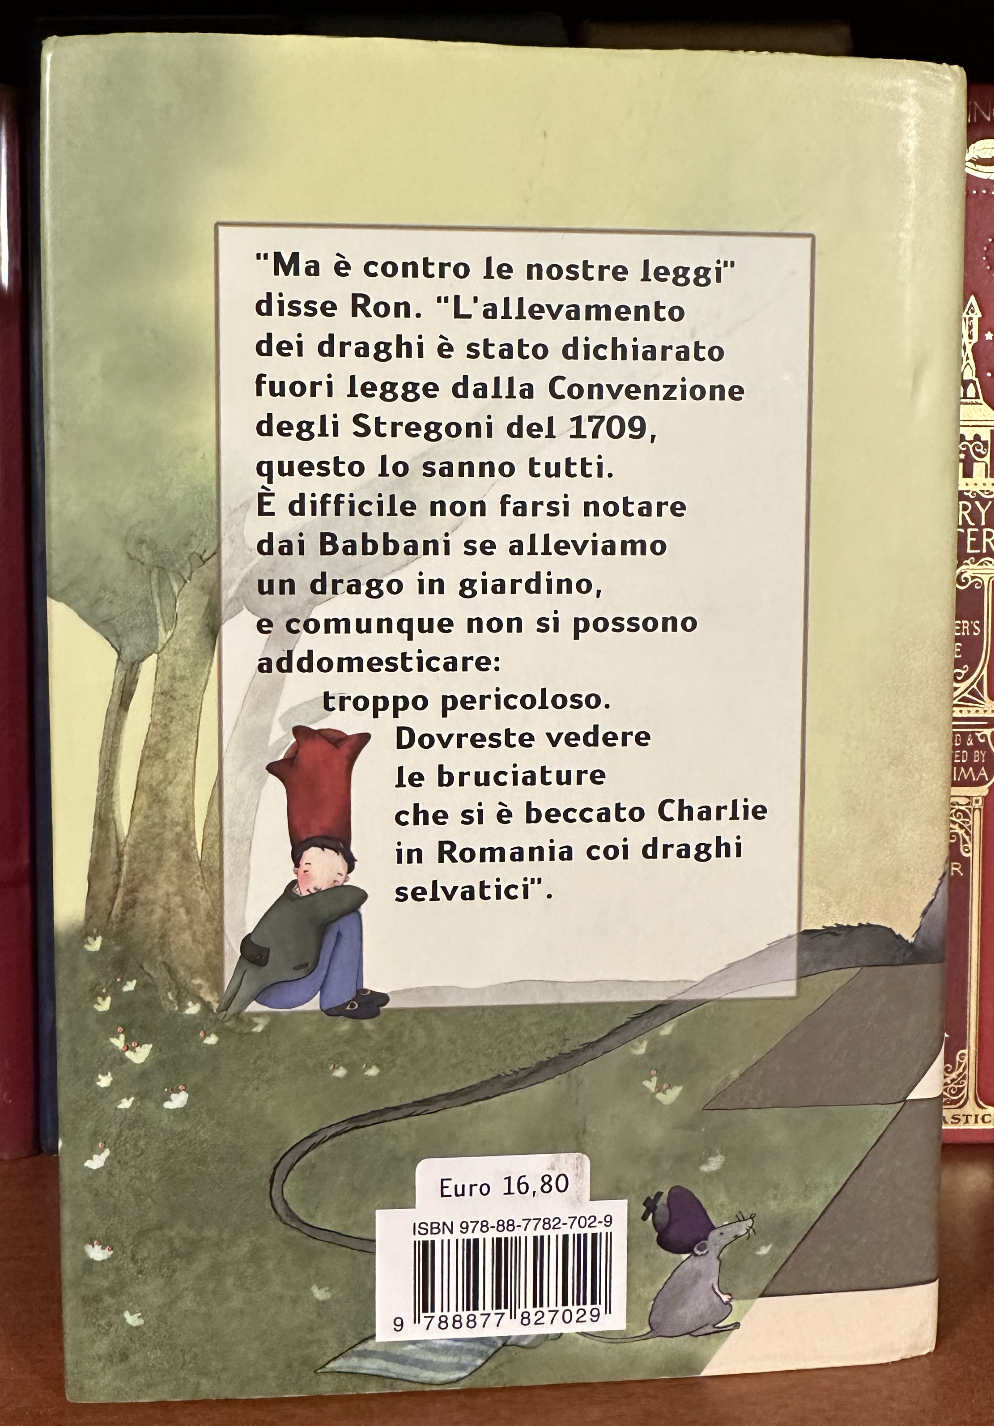 "Ma è contro le nostre leggi"
disse Ron. "L'allevamento
dei draghi è stato dichiarato
fuori legge dalla Convenzione
degli Stregoni del 1709,
questo lo sanno tutti.
È difficile non farsi notare
dai Babbani se alleviamo
un drago in giardino,
e comunque non si possono
addomesticare:
troppo pericoloso.
Dovreste vedere
le bruciature
che si è beccato Charlie
in Romania coi draghi
selvatici".
Euro 16,80
ISBN 978-88-7782-702-9
9 788877 827029